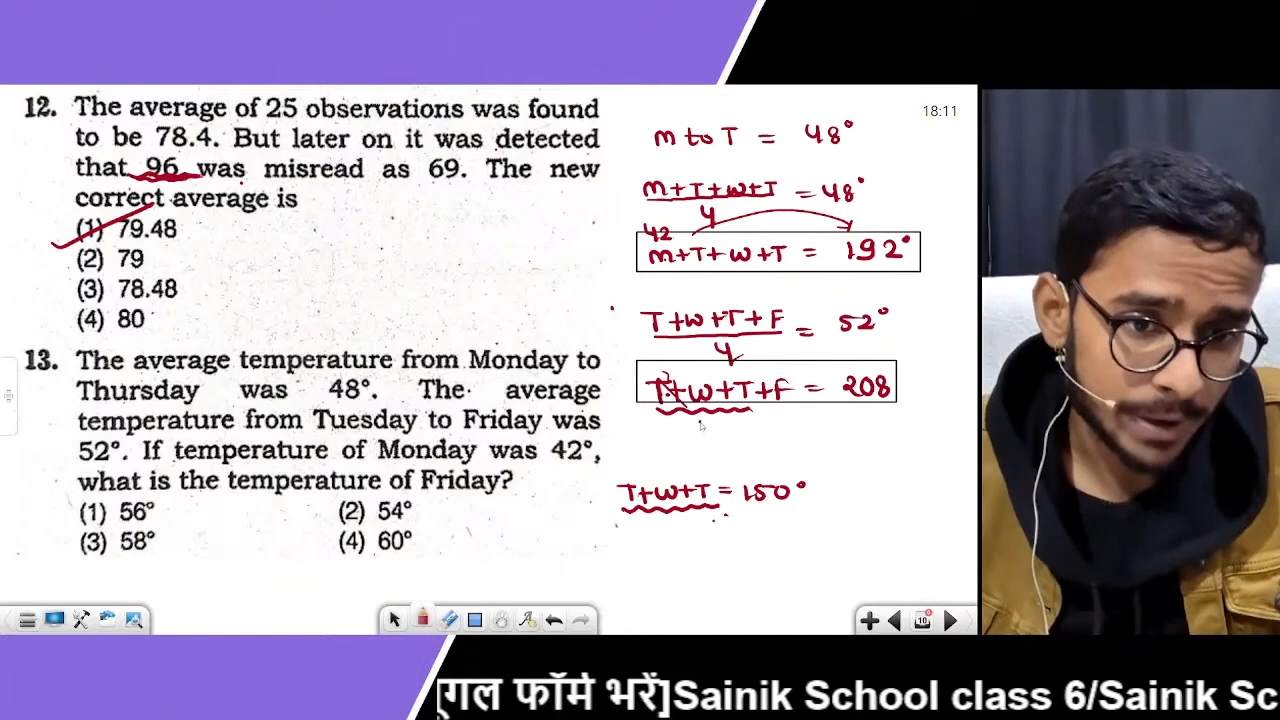 12. The average of 25 observations was found
to be 78.4. But later on it was detected
that 96 was misread as 69. The new
correct average is
(1) 79.48
(2) 79
(3) 78.48
(4) 80
13. The average temperature from Monday to
Thursday was 48°. The average
temperature from Tuesday to Friday was
52°. If temperature of Monday was 42°,
what is the temperature of Friday?
(1) 56° (2) 54°
(3) 58° (4) 60°
18:11
m to T = 48°
m+T+w+T = 48°
4
42
m+T+w+T = 192°
T+w+T+F = 52°
4
T+w+T+F = 208
T+w+T = 150°
10
गूगल फॉर्म भरें]Sainik School class 6/Sainik Sc